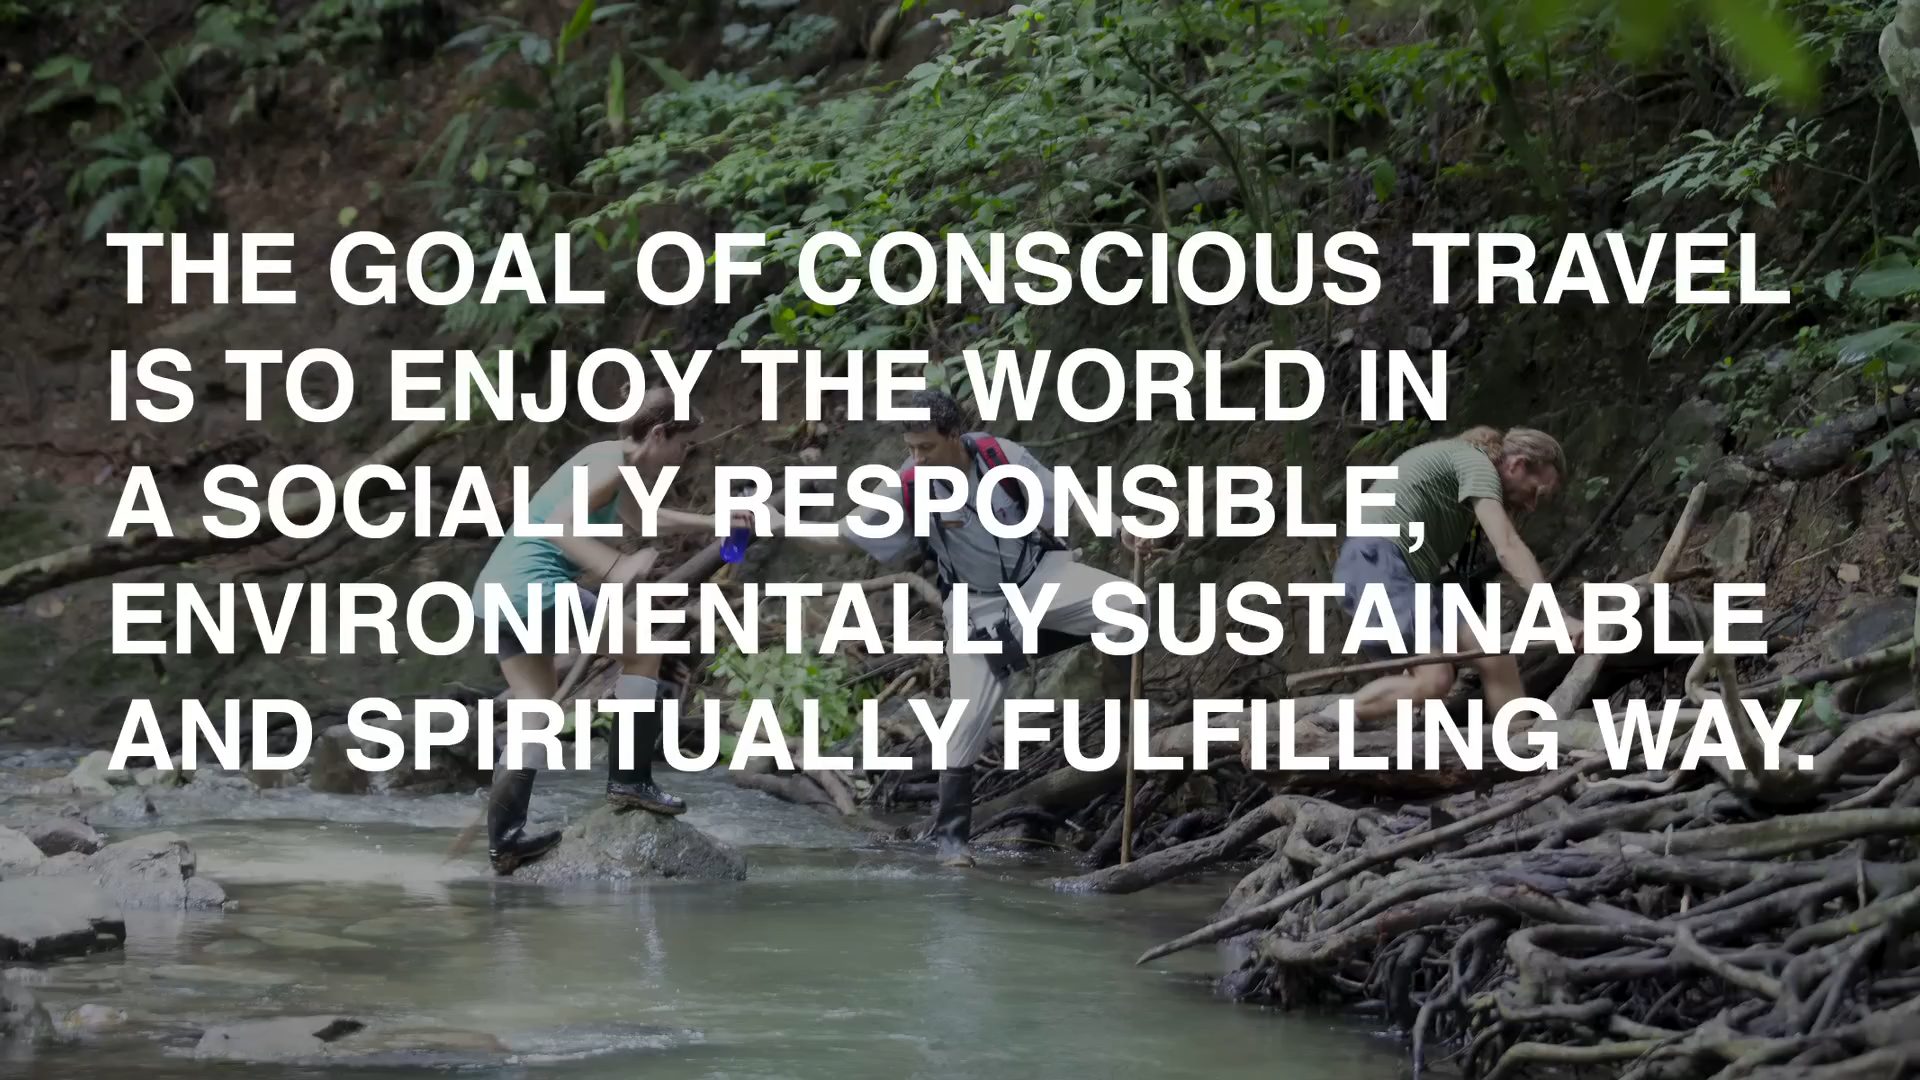 THE GOAL OF CONSCIOUS TRAVEL
IS TO ENJOY THE WORLD IN
A SOCIALLY RESPONSIBLE,
ENVIRONMENTALLY SUSTAINABLE
AND SPIRITUALLY FULFILLING WAY.